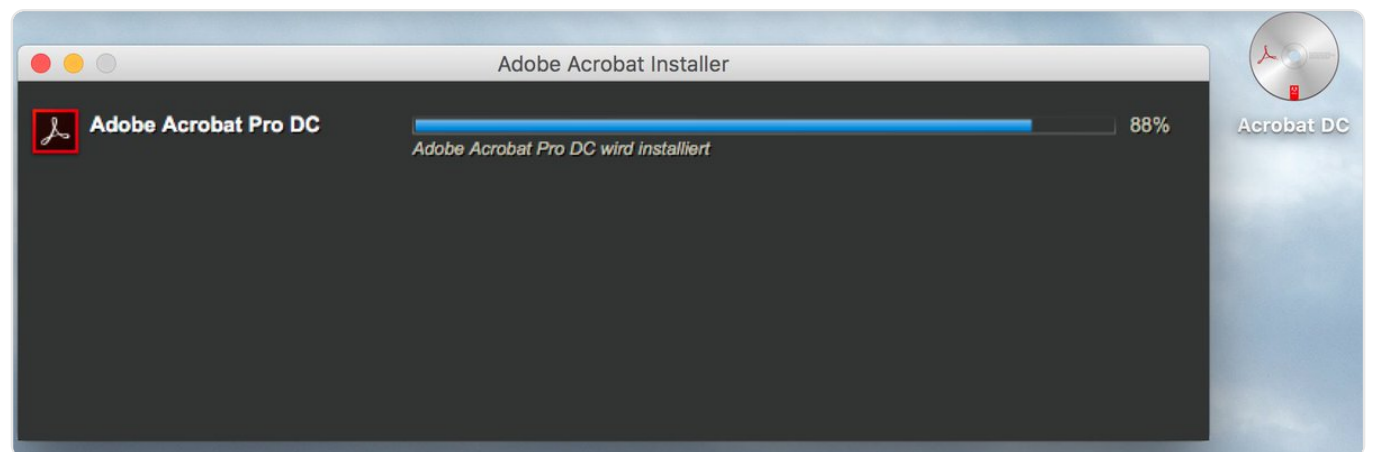 Adobe Acrobat Installer
Adobe Acrobat Pro DC
88%
Adobe Acrobat Pro DC wird installiert
Acrobat DC